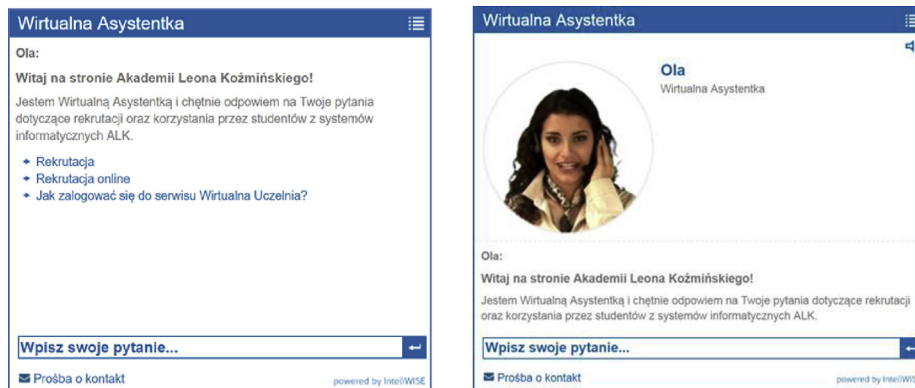 Wirtualna Asystentka
Ola:
Witaj na stronie Akademii Leona Koźmińskiego!
Jestem Wirtualną Asystentką i chętnie odpowiem na Twoje pytania
dotyczące rekrutacji oraz korzystania przez studentów z systemów
informatycznych ALK.
Rekrutacja
Rekrutacja online
Jak zalogować się do serwisu Wirtualna Uczelnia?
Wpisz swoje pytanie...
Prośba o kontakt
powered by InteliWISE
Wirtualna Asystentka
Ola
Wirtualna Asystentka
Ola:
Witaj na stronie Akademii Leona Koźmińskiego!
Jestem Wirtualną Asystentką i chętnie odpowiem na Twoje pytania dotyczące rekrutacji
oraz korzystania przez studentów z systemów informatycznych ALK.
Wpisz swoje pytanie...
Prośba o kontakt
powered by InteliWIS